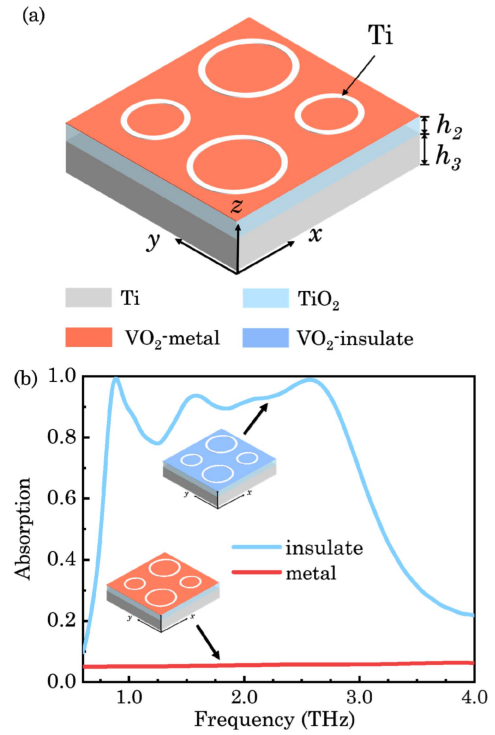 (a)
Ti
h₂
h₃
z
y
x
Ti
TiO₂
VO₂-metal
VO₂-insulate
(b)
1.0
0.8
0.6
0.4
0.2
0.0
Absorption
y
x
insulate
metal
y
x
1.0
2.0
3.0
4.0
Frequency (THz)